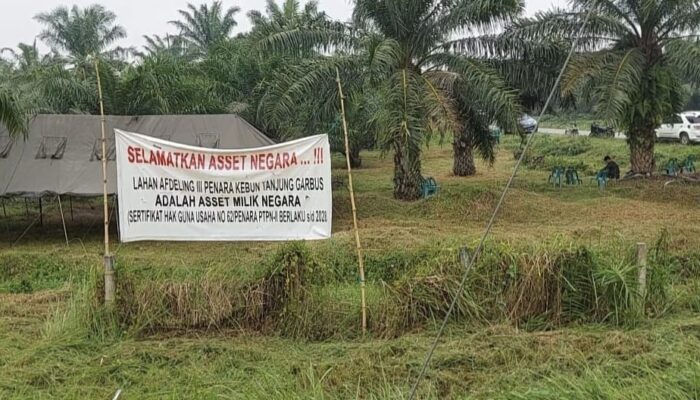 SELAMATKAN ASSET NEGARA ... !!!
LAHAN AFDELING III PENARA KEBUN TANJUNG GARBUS
ADALAH ASSET MILIK NEGARA
(SERTIFIKAT HAK GUNA USAHA NO 62/PENARA PTPN-II BERLAKU s/d 2028